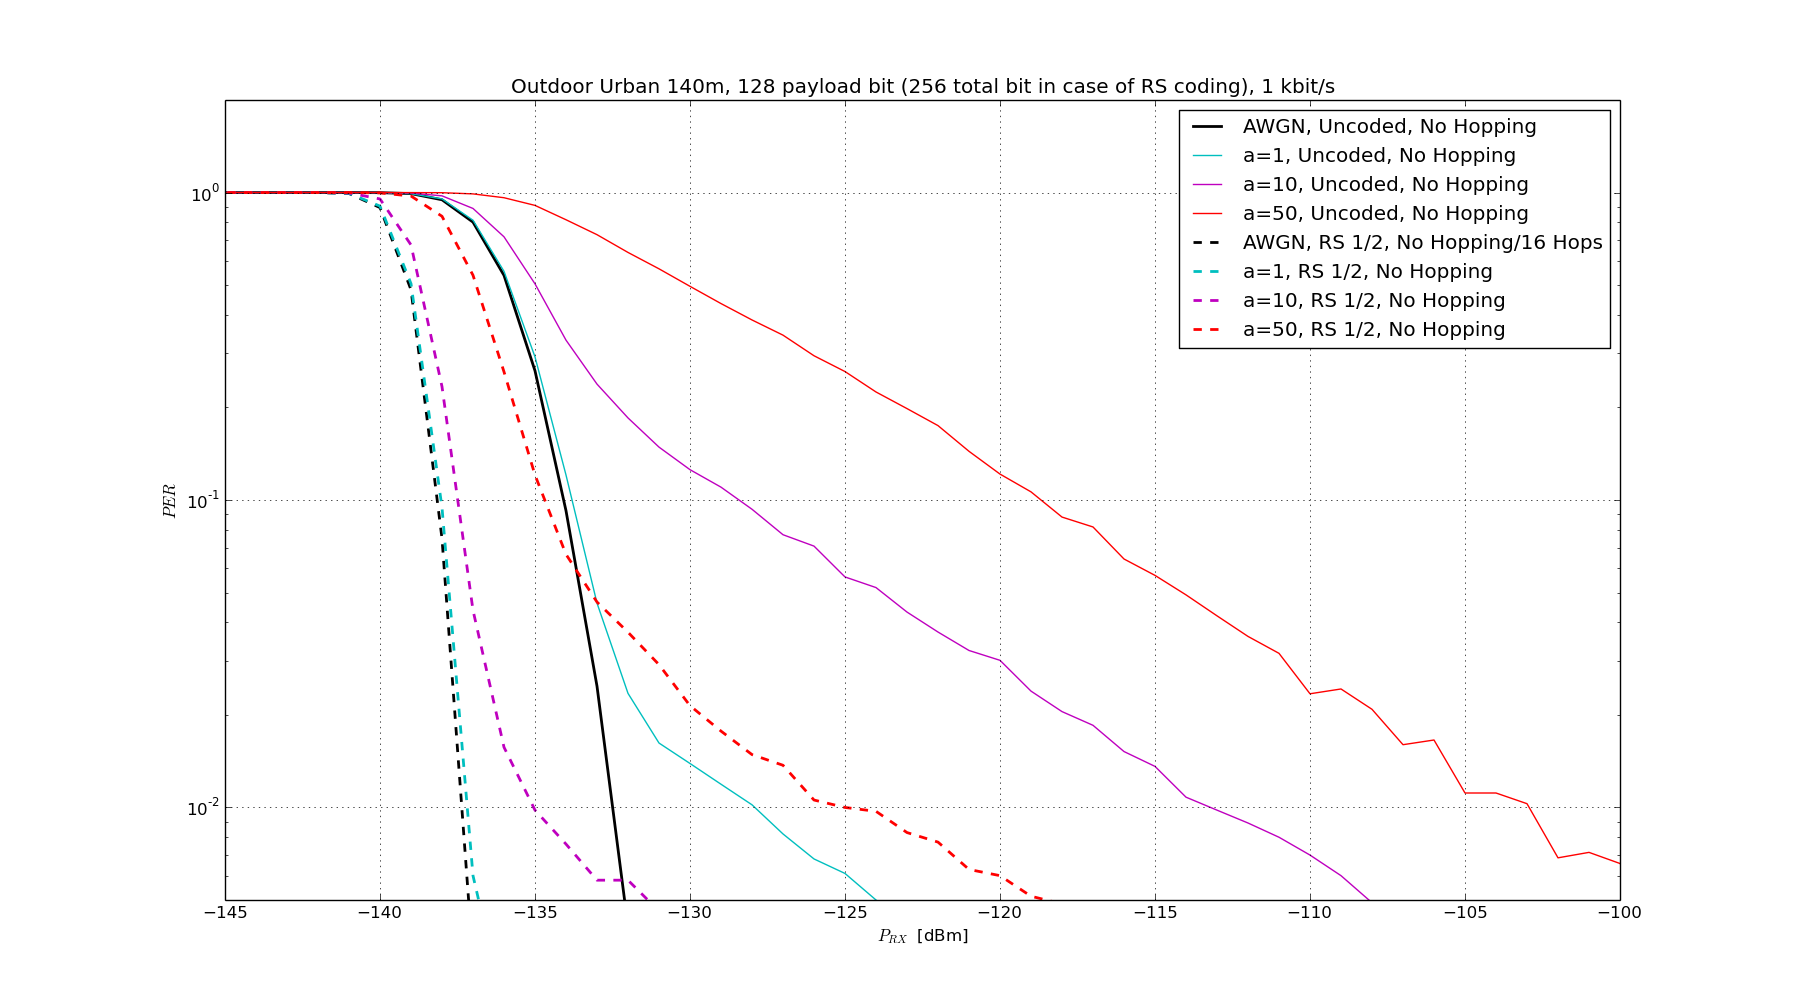 Outdoor Urban 140m, 128 payload bit (256 total bit in case of RS coding), 1 kbit/s
AWGN, Uncoded, No Hopping
a=1, Uncoded, No Hopping
a=10, Uncoded, No Hopping
a=50, Uncoded, No Hopping
AWGN, RS 1/2, No Hopping/16 Hops
a=1, RS 1/2, No Hopping
a=10, RS 1/2, No Hopping
a=50, RS 1/2, No Hopping
10^0
10^-1
10^-2
PER
−145 −140 −135 −130 −125 −120 −115 −110 −105 −100
P_RX [dBm]